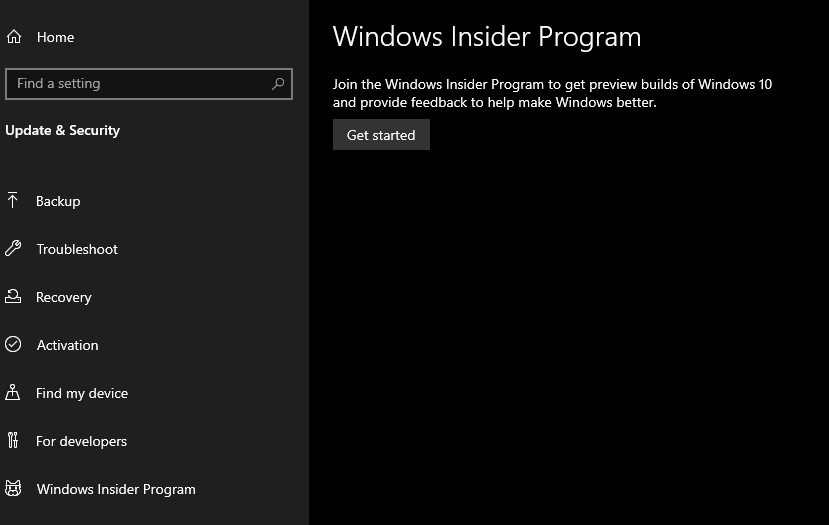 Home
Find a setting
Update & Security
Backup
Troubleshoot
Recovery
Activation
Find my device
For developers
Windows Insider Program
Windows Insider Program
Join the Windows Insider Program to get preview builds of Windows 10
and provide feedback to help make Windows better.
Get started